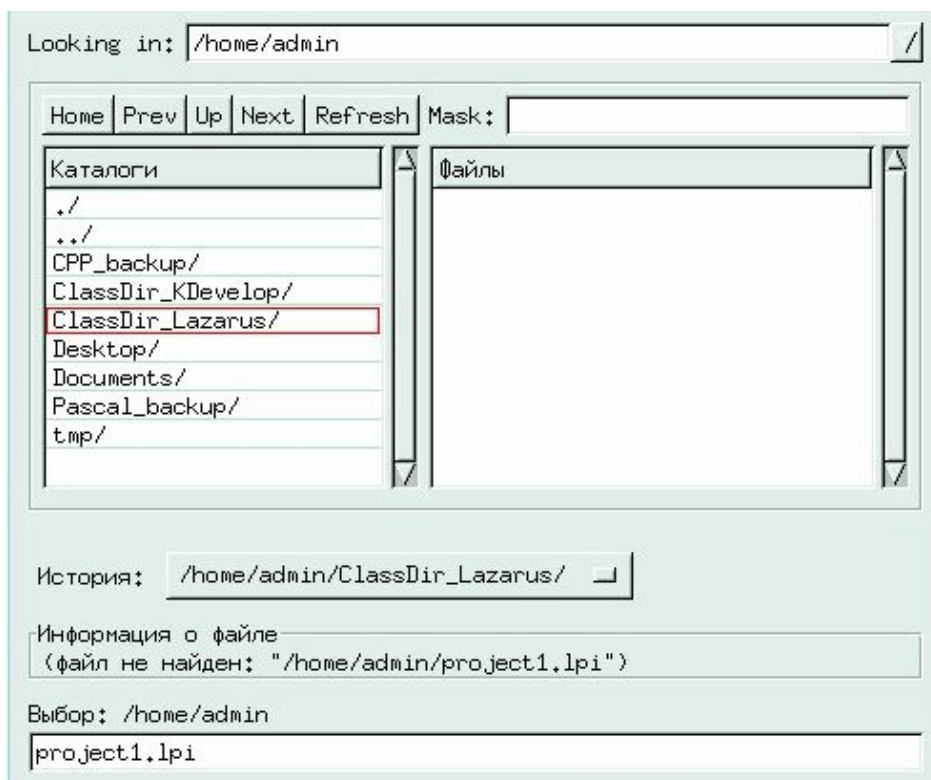 Looking in: /home/admin
Home Prev Up Next Refresh Mask:
Каталоги
./
../
CPP_backup/
ClassDir_KDevelop/
ClassDir_Lazarus/
Desktop/
Documents/
Pascal_backup/
tmp/
Файлы
История: /home/admin/ClassDir_Lazarus/
Информация о файле
(файл не найден: "/home/admin/project1.lpi")
Выбор: /home/admin
project1.lpi